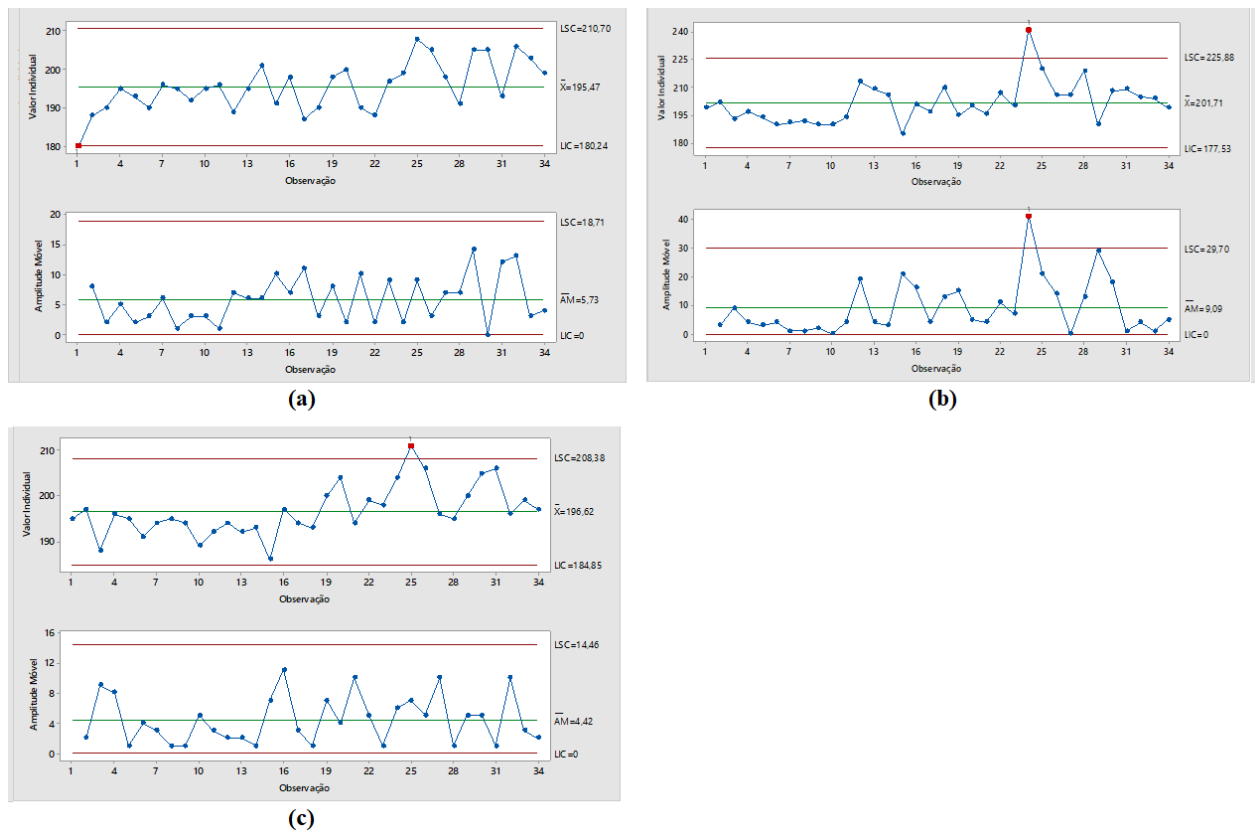 LSC=210,70
X=195,47
LIC=180,24
Valor Individual
210
200
190
180
1 4 7 10 13 16 19 22 25 28 31 34
Observação
LSC=18,71
AM=5,73
LIC=0
Amplitude Móvel
20
15
10
5
0
1 4 7 10 13 16 19 22 25 28 31 34
Observação
(a)
1
LSC=225,88
X=201,71
LIC=177,53
Valor Individual
240
225
210
195
180
1 4 7 10 13 16 19 22 25 28 31 34
Observação
1
LSC=29,70
AM=9,09
LIC=0
Amplitude Móvel
40
30
20
10
0
1 4 7 10 13 16 19 22 25 28 31 34
Observação
(b)
1
LSC=208,38
X=196,62
LIC=184,85
Valor Individual
210
200
190
1 4 7 10 13 16 19 22 25 28 31 34
Observação
LSC=14,46
AM=4,42
LIC=0
Amplitude Móvel
16
12
8
4
0
1 4 7 10 13 16 19 22 25 28 31 34
Observação
(c)